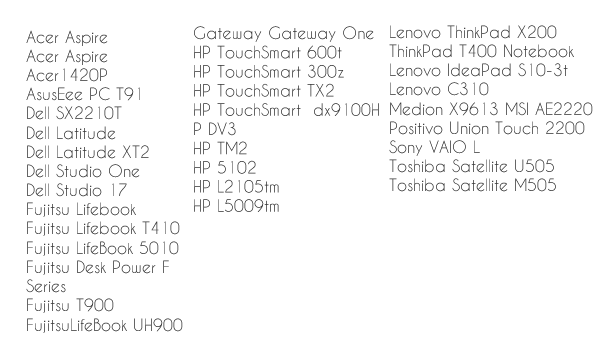 Acer Aspire
Acer Aspire
Acer1420P
AsusEee PC T91
Dell SX2210T
Dell Latitude
Dell Latitude XT2
Dell Studio One
Dell Studio 17
Fujitsu Lifebook
Fujitsu Lifebook T410
Fujitsu LifeBook 5010
Fujitsu Desk Power F
Series
Fujitsu T900
FujitsuLifeBook UH900
Gateway Gateway One
HP TouchSmart 600t
HP TouchSmart 300z
HP TouchSmart TX2
HP TouchSmart dx9100H
P DV3
HP TM2
HP 5102
HP L2105tm
HP L5009tm
Lenovo ThinkPad X200
ThinkPad T400 Notebook
Lenovo IdeaPad S10-3t
Lenovo C310
Medion X9613 MSI AE2220
Positivo Union Touch 2200
Sony VAIO L
Toshiba Satellite U505
Toshiba Satellite M505